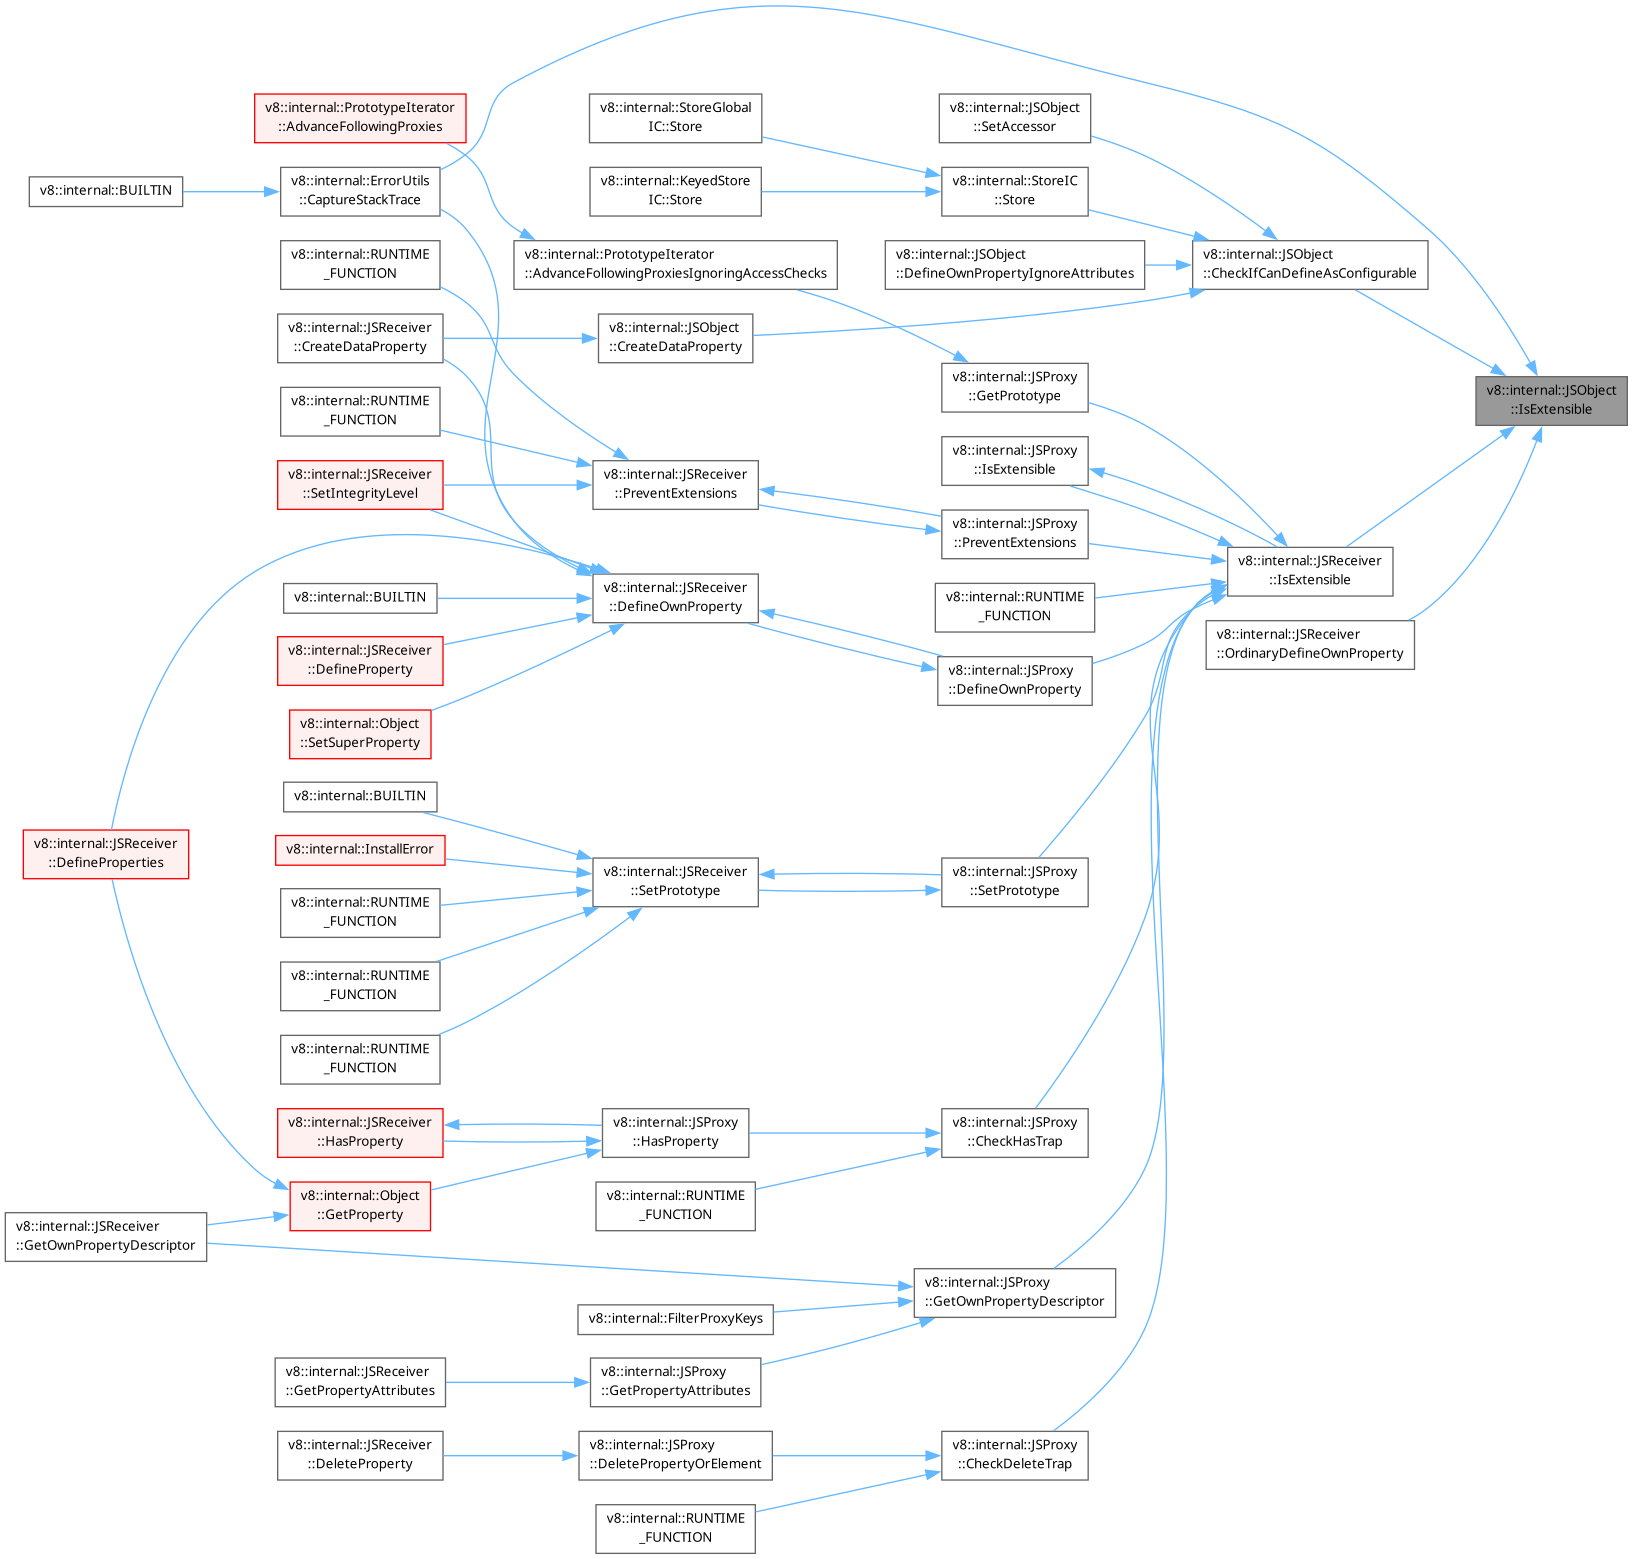 v8::internal::PrototypeIterator
::AdvanceFollowingProxies
v8::internal::StoreGlobal
IC::Store
v8::internal::JSObject
::SetAccessor
v8::internal::BUILTIN
v8::internal::ErrorUtils
::CaptureStackTrace
v8::internal::KeyedStore
IC::Store
v8::internal::StoreIC
::Store
v8::internal::RUNTIME
_FUNCTION
v8::internal::PrototypeIterator
::AdvanceFollowingProxiesIgnoringAccessChecks
v8::internal::JSObject
::DefineOwnPropertyIgnoreAttributes
v8::internal::JSObject
::CheckIfCanDefineAsConfigurable
v8::internal::JSReceiver
::CreateDataProperty
v8::internal::JSObject
::CreateDataProperty
v8::internal::JSProxy
::GetPrototype
v8::internal::JSObject
::IsExtensible
v8::internal::RUNTIME
_FUNCTION
v8::internal::JSProxy
::IsExtensible
v8::internal::JSReceiver
::SetIntegrityLevel
v8::internal::JSReceiver
::PreventExtensions
v8::internal::JSProxy
::PreventExtensions
v8::internal::JSReceiver
::IsExtensible
v8::internal::BUILTIN
v8::internal::JSReceiver
::DefineOwnProperty
v8::internal::RUNTIME
_FUNCTION
v8::internal::JSReceiver
::OrdinaryDefineOwnProperty
v8::internal::JSReceiver
::DefineProperty
v8::internal::JSProxy
::DefineOwnProperty
v8::internal::Object
::SetSuperProperty
v8::internal::BUILTIN
v8::internal::JSReceiver
::DefineProperties
v8::internal::InstallError
v8::internal::JSReceiver
::SetPrototype
v8::internal::JSProxy
::SetPrototype
v8::internal::RUNTIME
_FUNCTION
v8::internal::RUNTIME
_FUNCTION
v8::internal::RUNTIME
_FUNCTION
v8::internal::JSReceiver
::HasProperty
v8::internal::JSProxy
::HasProperty
v8::internal::JSProxy
::CheckHasTrap
v8::internal::Object
::GetProperty
v8::internal::RUNTIME
_FUNCTION
v8::internal::JSReceiver
::GetOwnPropertyDescriptor
v8::internal::JSProxy
::GetOwnPropertyDescriptor
v8::internal::FilterProxyKeys
v8::internal::JSReceiver
::GetPropertyAttributes
v8::internal::JSProxy
::GetPropertyAttributes
v8::internal::JSReceiver
::DeleteProperty
v8::internal::JSProxy
::DeletePropertyOrElement
v8::internal::JSProxy
::CheckDeleteTrap
v8::internal::RUNTIME
_FUNCTION